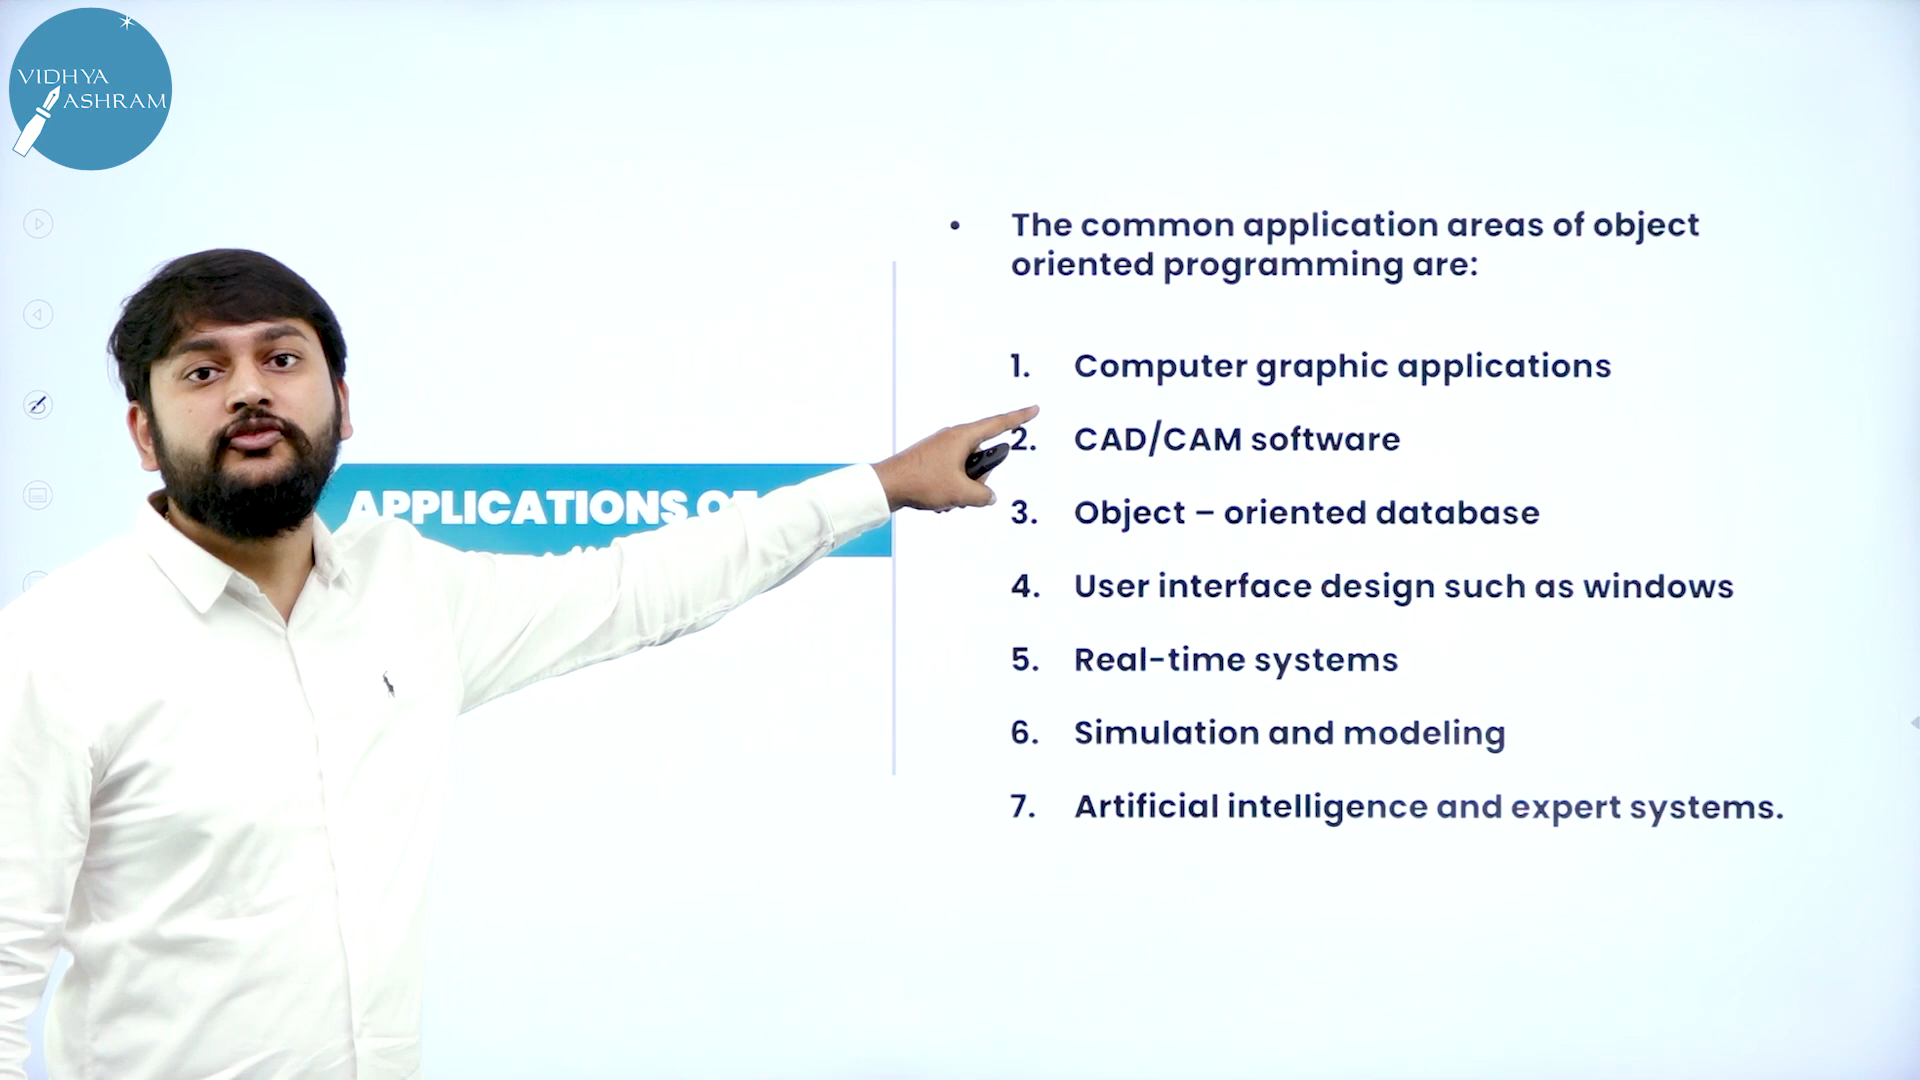 VIDHYA
ASHRAM
APPLICATIONS OF
• The common application areas of object
oriented programming are:
1. Computer graphic applications
2. CAD/CAM software
3. Object – oriented database
4. User interface design such as windows
5. Real-time systems
6. Simulation and modeling
7. Artificial intelligence and expert systems.